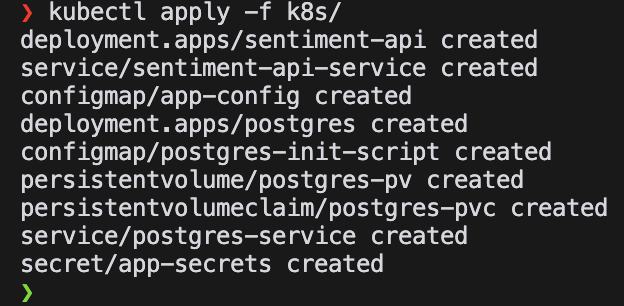 ❯ kubectl apply -f k8s/
deployment.apps/sentiment-api created
service/sentiment-api-service created
configmap/app-config created
deployment.apps/postgres created
configmap/postgres-init-script created
persistentvolume/postgres-pv created
persistentvolumeclaim/postgres-pvc created
service/postgres-service created
secret/app-secrets created
❯